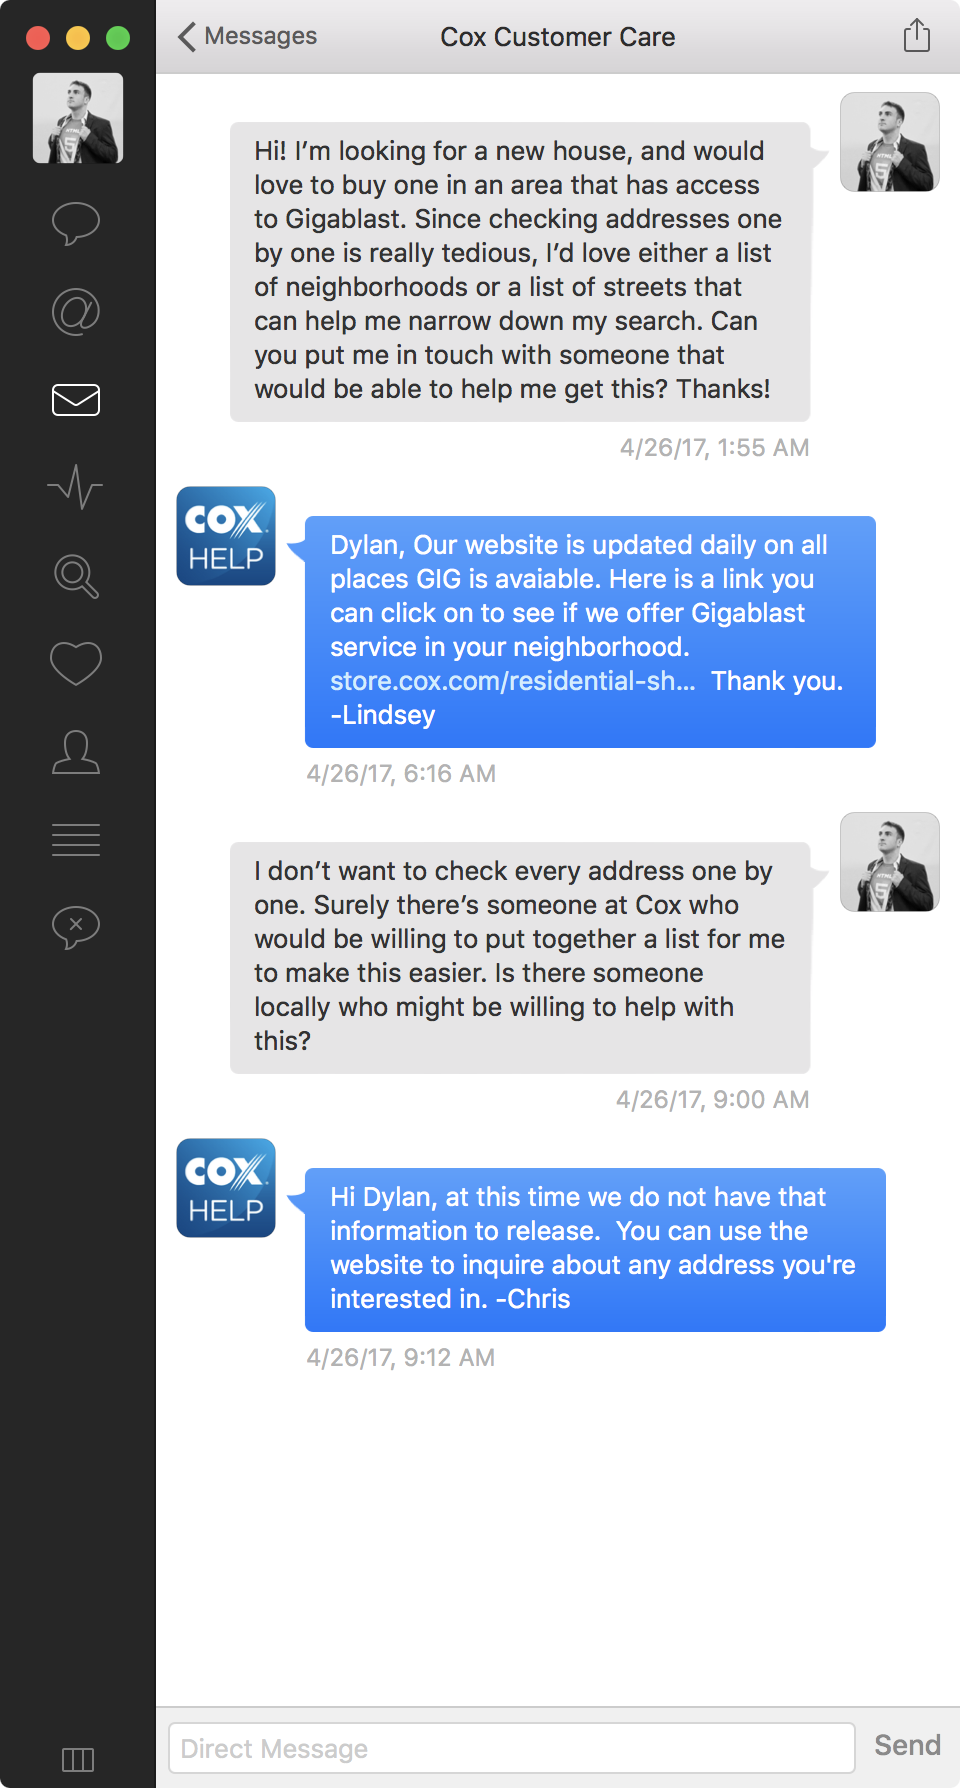 Messages
Cox Customer Care
Hi! I’m looking for a new house, and would
love to buy one in an area that has access
to Gigablast. Since checking addresses one
by one is really tedious, I’d love either a list
of neighborhoods or a list of streets that
can help me narrow down my search. Can
you put me in touch with someone that
would be able to help me get this? Thanks!
4/26/17, 1:55 AM
COX
HELP
Dylan, Our website is updated daily on all
places GIG is avaiable. Here is a link you
can click on to see if we offer Gigablast
service in your neighborhood.
store.cox.com/residential-sh... Thank you.
-Lindsey
4/26/17, 6:16 AM
I don’t want to check every address one by
one. Surely there’s someone at Cox who
would be willing to put together a list for me
to make this easier. Is there someone
locally who might be willing to help with
this?
4/26/17, 9:00 AM
COX
HELP
Hi Dylan, at this time we do not have that
information to release. You can use the
website to inquire about any address you're
interested in. -Chris
4/26/17, 9:12 AM
Direct Message
Send